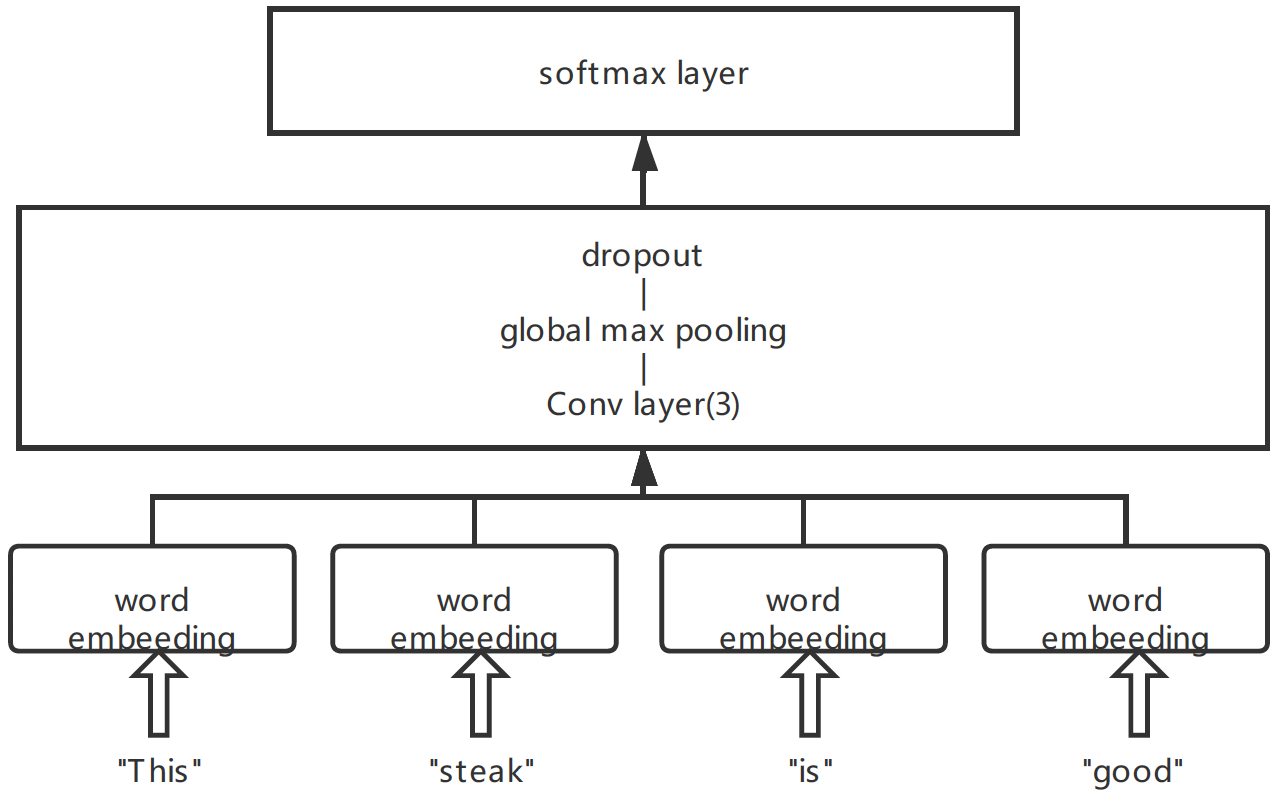 softmax layer
dropout
|
global max pooling
|
Conv layer(3)
word
embeeding
word
embeeding
word
embeeding
word
embeeding
"This"
"steak"
"is"
"good"